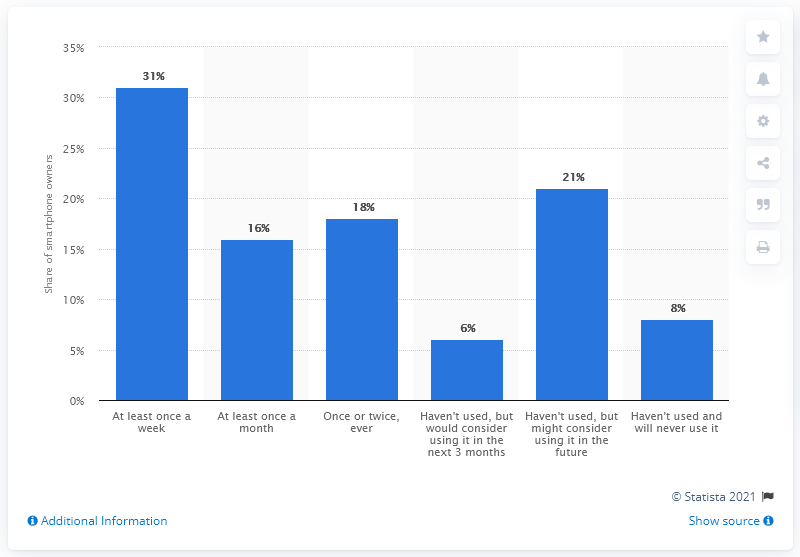 35%
31%
30%
25%
21%
20%
18%
16%
15%
10%
8%
6%
5%
0%
Share of smartphone owners
At least once a
week
At least once a
month
Once or twice,
ever
Haven't used, but
would consider
using it in the
next 3 months
Haven't used, but
might consider
using it in the
future
Haven't used and
will never use it
© Statista 2021
Additional Information
Show source